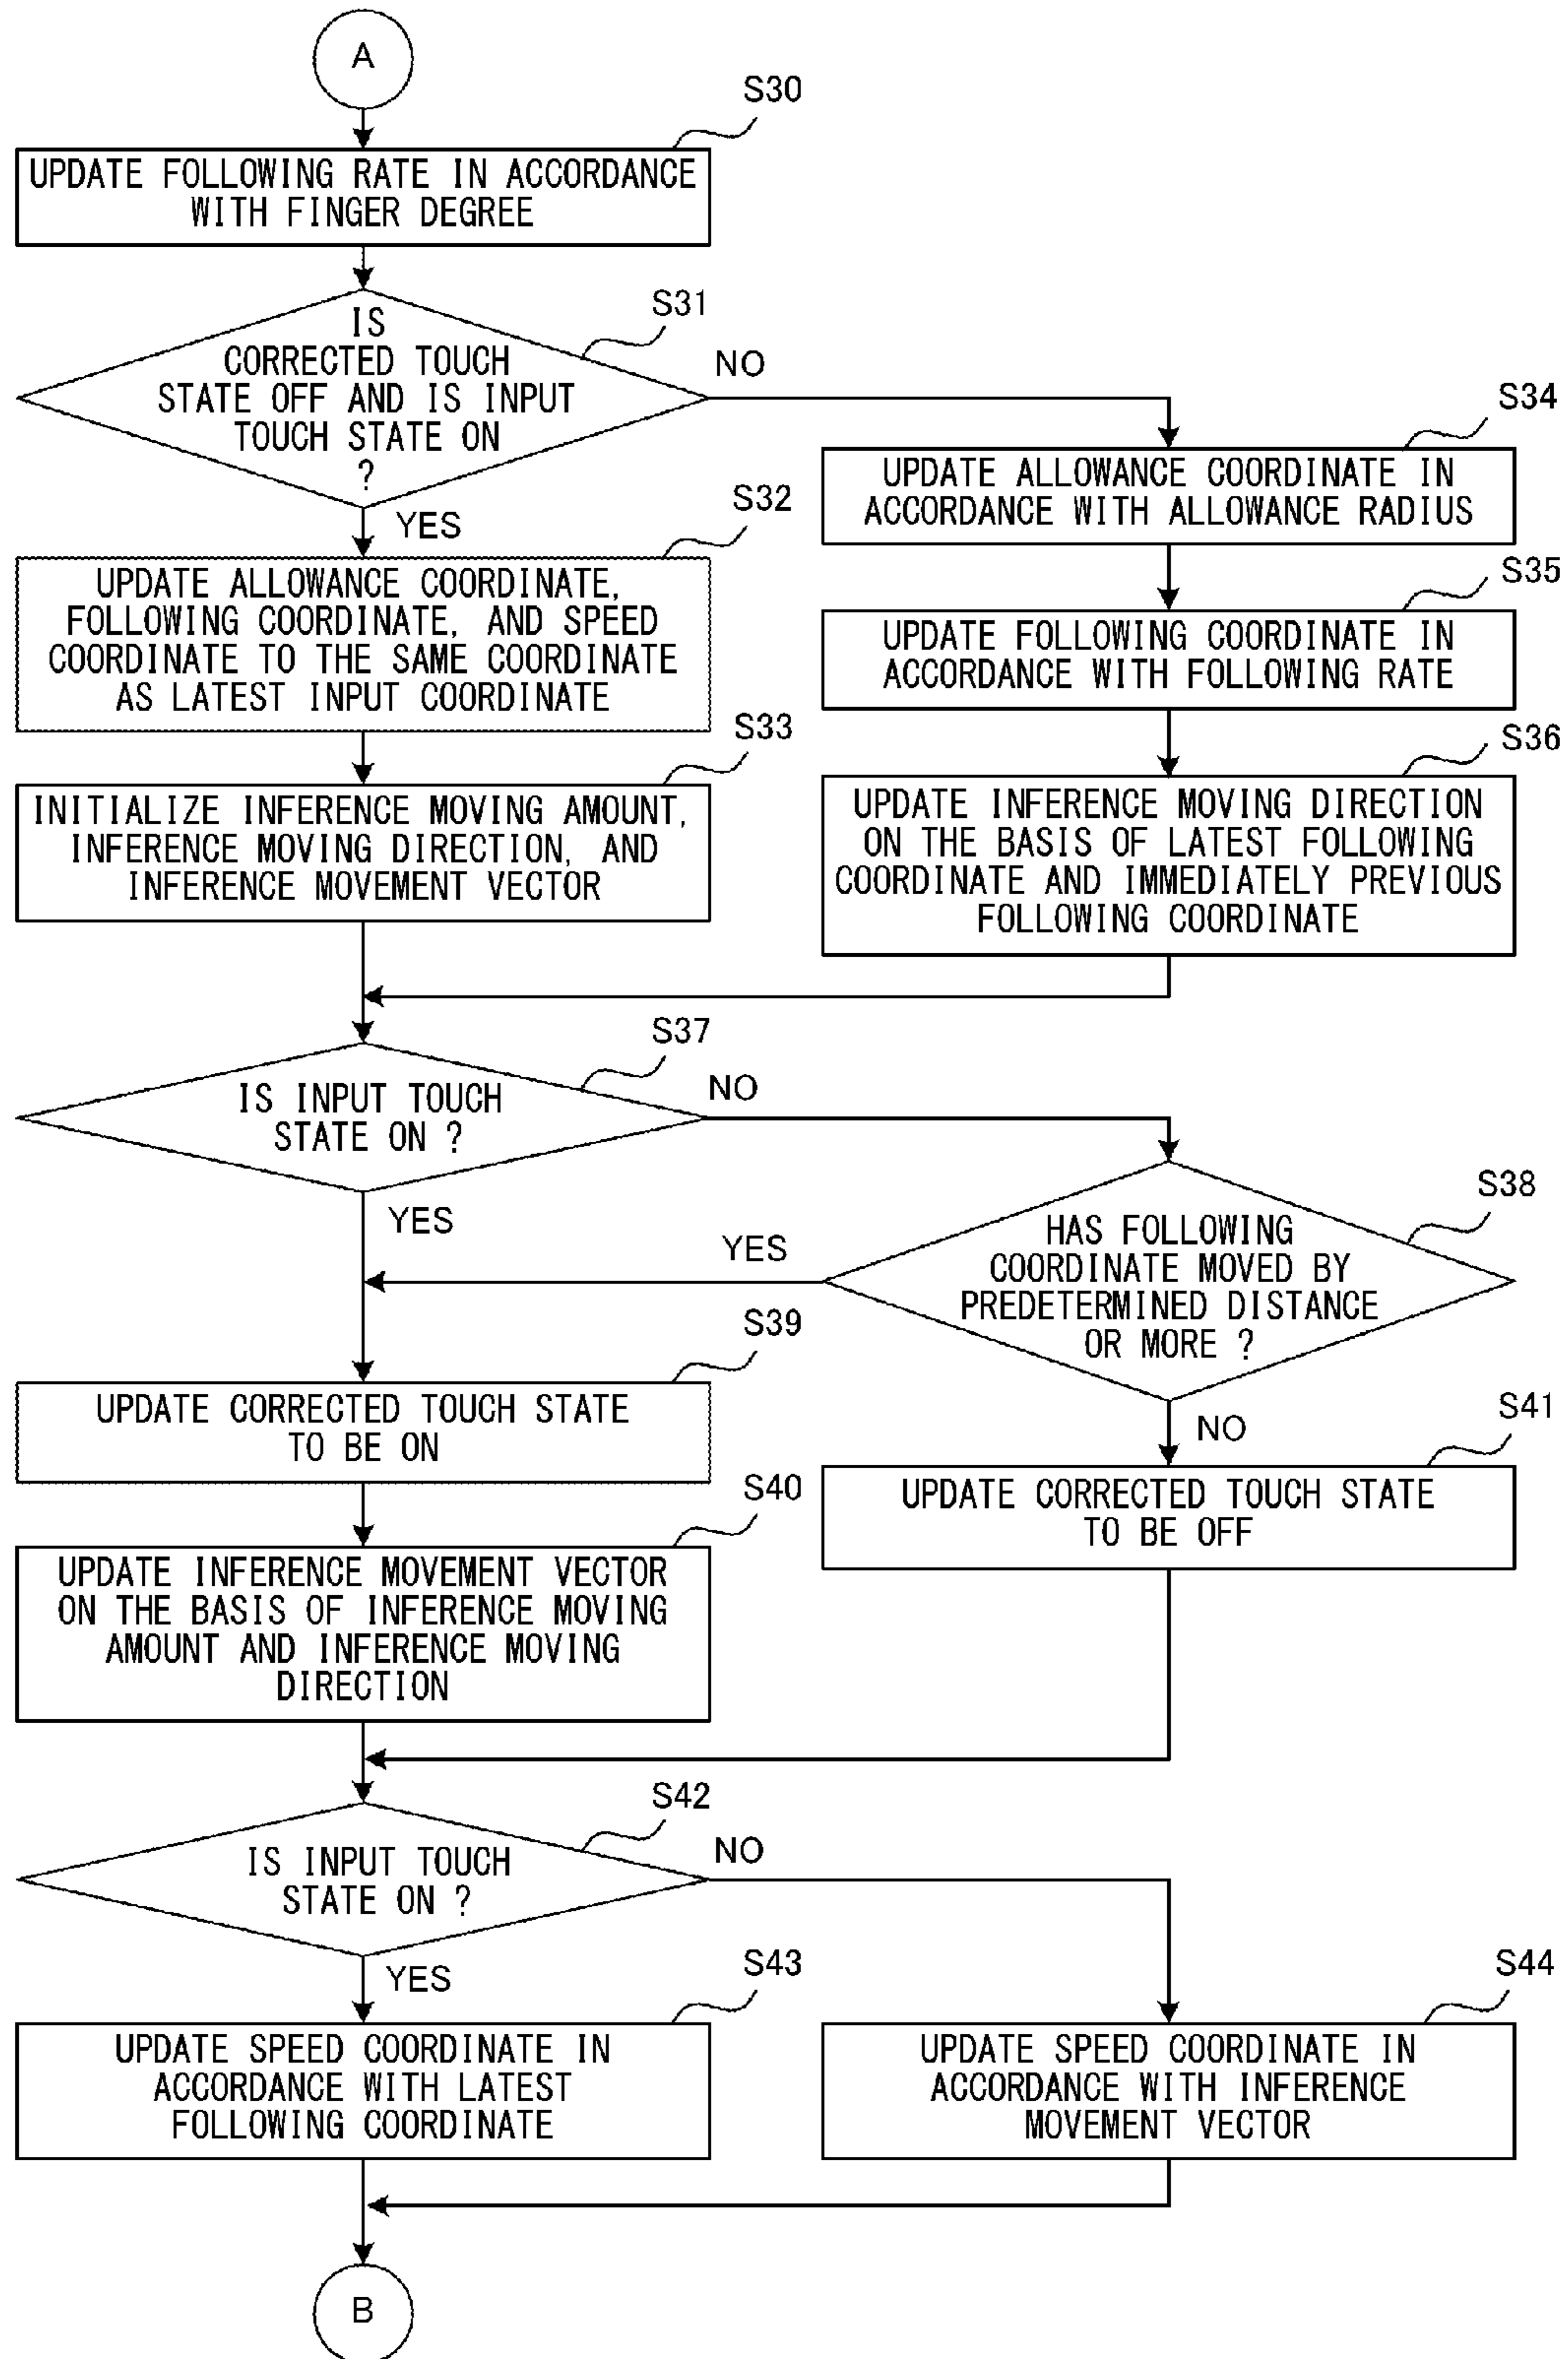 A
S30
UPDATE FOLLOWING RATE IN ACCORDANCE
WITH FINGER DEGREE
S31
IS
CORRECTED TOUCH
STATE OFF AND IS INPUT
TOUCH STATE ON
?
NO
YES
S32
UPDATE ALLOWANCE COORDINATE,
FOLLOWING COORDINATE, AND SPEED
COORDINATE TO THE SAME COORDINATE
AS LATEST INPUT COORDINATE
S33
INITIALIZE INFERENCE MOVING AMOUNT,
INFERENCE MOVING DIRECTION, AND
INFERENCE MOVEMENT VECTOR
S34
UPDATE ALLOWANCE COORDINATE IN
ACCORDANCE WITH ALLOWANCE RADIUS
S35
UPDATE FOLLOWING COORDINATE IN
ACCORDANCE WITH FOLLOWING RATE
S36
UPDATE INFERENCE MOVING DIRECTION
ON THE BASIS OF LATEST FOLLOWING
COORDINATE AND IMMEDIATELY PREVIOUS
FOLLOWING COORDINATE
S37
IS INPUT TOUCH
STATE ON ?
NO
YES
S38
HAS FOLLOWING
COORDINATE MOVED BY
PREDETERMINED DISTANCE
OR MORE ?
YES
NO
S39
UPDATE CORRECTED TOUCH STATE
TO BE ON
S40
UPDATE INFERENCE MOVEMENT VECTOR
ON THE BASIS OF INFERENCE MOVING
AMOUNT AND INFERENCE MOVING
DIRECTION
S41
UPDATE CORRECTED TOUCH STATE
TO BE OFF
S42
IS INPUT TOUCH
STATE ON ?
NO
YES
S43
UPDATE SPEED COORDINATE IN
ACCORDANCE WITH LATEST
FOLLOWING COORDINATE
S44
UPDATE SPEED COORDINATE IN
ACCORDANCE WITH INFERENCE
MOVEMENT VECTOR
B